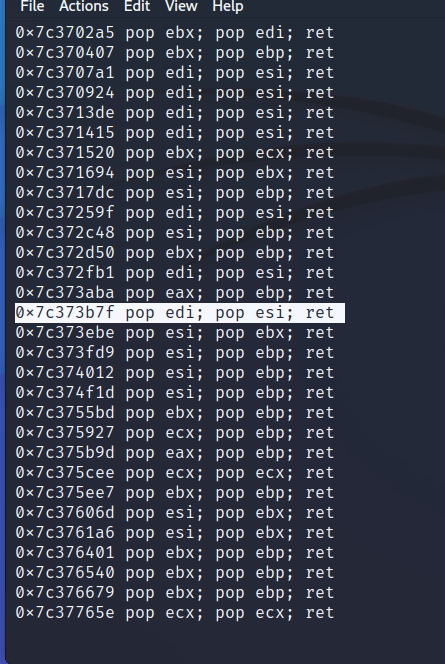 File Actions Edit View Help
0×7c3702a5 pop ebx; pop edi; ret
0×7c370407 pop ebx; pop ebp; ret
0×7c3707a1 pop edi; pop esi; ret
0×7c370924 pop edi; pop esi; ret
0×7c3713de pop edi; pop esi; ret
0×7c371415 pop edi; pop esi; ret
0×7c371520 pop ebx; pop ecx; ret
0×7c371694 pop esi; pop ebx; ret
0×7c3717dc pop esi; pop ebp; ret
0×7c37259f pop edi; pop esi; ret
0×7c372c48 pop esi; pop ebp; ret
0×7c372d50 pop ebx; pop ebp; ret
0×7c372fb1 pop edi; pop esi; ret
0×7c373aba pop eax; pop ebp; ret
0×7c373b7f pop edi; pop esi; ret
0×7c373ebe pop esi; pop ebx; ret
0×7c373fd9 pop esi; pop ebp; ret
0×7c374012 pop esi; pop ebp; ret
0×7c374f1d pop esi; pop ebp; ret
0×7c3755bd pop ebx; pop ebp; ret
0×7c375927 pop ecx; pop ebp; ret
0×7c375b9d pop eax; pop ebp; ret
0×7c375cee pop ecx; pop ecx; ret
0×7c375ee7 pop ebx; pop ebp; ret
0×7c37606d pop esi; pop ebx; ret
0×7c3761a6 pop esi; pop ebx; ret
0×7c376401 pop ebx; pop ebp; ret
0×7c376540 pop ebx; pop ebp; ret
0×7c376679 pop ebx; pop ebp; ret
0×7c37765e pop ecx; pop ecx; ret